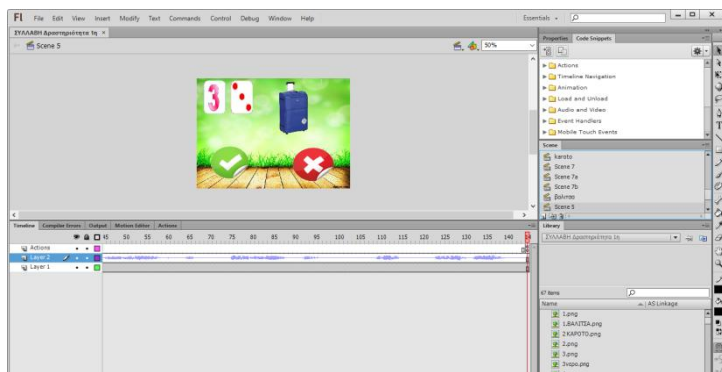 Fl File Edit View Insert Modify Text Commands Control Debug Window Help Essentials
ΣΥΛΛΑΒΗ Δραστηριότητα 1η ×
Scene 5 50%
3
Properties Code Snippets
Actions
Timeline Navigation
Animation
Load and Unload
Audio and Video
Event Handlers
Mobile Touch Events
Scene
karoto
Scene 7
Scene 7a
Scene 7b
βαλιτσα
Scene 5
Timeline Compiler Errors Output Motion Editor Actions
45 50 55 60 65 70 75 80 85 90 95 100 105 110 115 120 125 130 135 140
Actions
Layer 2
Layer 1
Library
ΣΥΛΛΑΒΗ Δραστηριότητα 1η
67 items
Name AS Linkage
1.png
1.ΒΑΛΙΤΣΑ.png
2 ΚΑΡΟΤΟ.png
2.png
3.png
3νερο.png